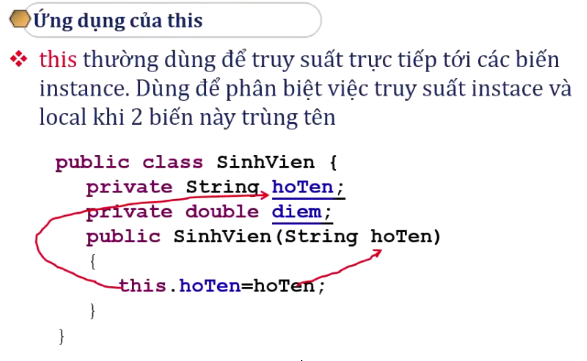 Ứng dụng của this
this thường dùng để truy suất trực tiếp tới các biến
instance. Dùng để phân biệt việc truy suất instace và
local khi 2 biến này trùng tên
public class SinhVien {
private String hoTen;
private double diem;
public SinhVien(String hoTen)
{
this.hoTen=hoTen;
}
}